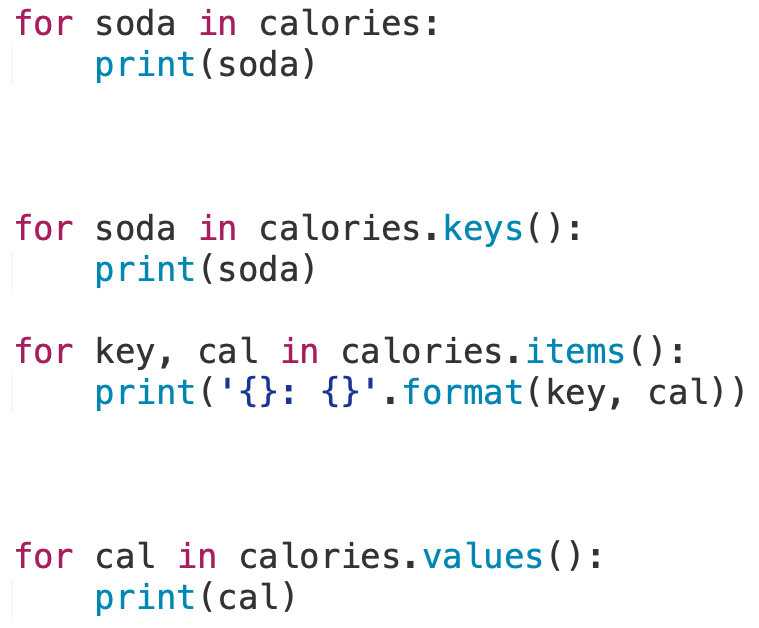 for soda in calories:
    print(soda)
for soda in calories.keys():
    print(soda)
for key, cal in calories.items():
    print('{}: {}'.format(key, cal))
for cal in calories.values():
    print(cal)